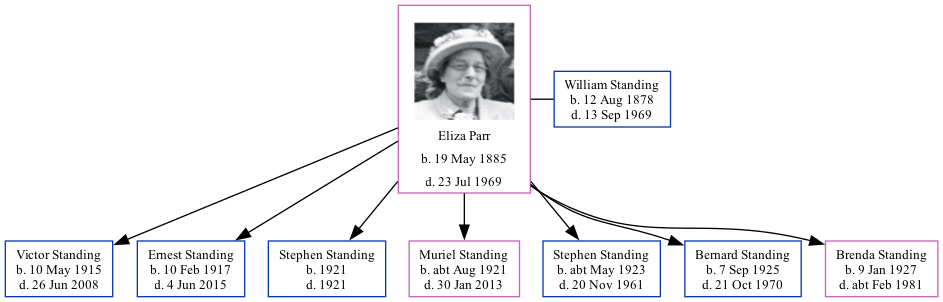 Eliza Parr
b. 19 May 1885
d. 23 Jul 1969
William Standing
b. 12 Aug 1878
d. 13 Sep 1969
Victor Standing
b. 10 May 1915
d. 26 Jun 2008
Ernest Standing
b. 10 Feb 1917
d. 4 Jun 2015
Stephen Standing
b. 1921
d. 1921
Muriel Standing
b. abt Aug 1921
d. 30 Jan 2013
Stephen Standing
b. abt May 1923
d. 20 Nov 1961
Bernard Standing
b. 7 Sep 1925
d. 21 Oct 1970
Brenda Standing
b. 9 Jan 1927
d. abt Feb 1981